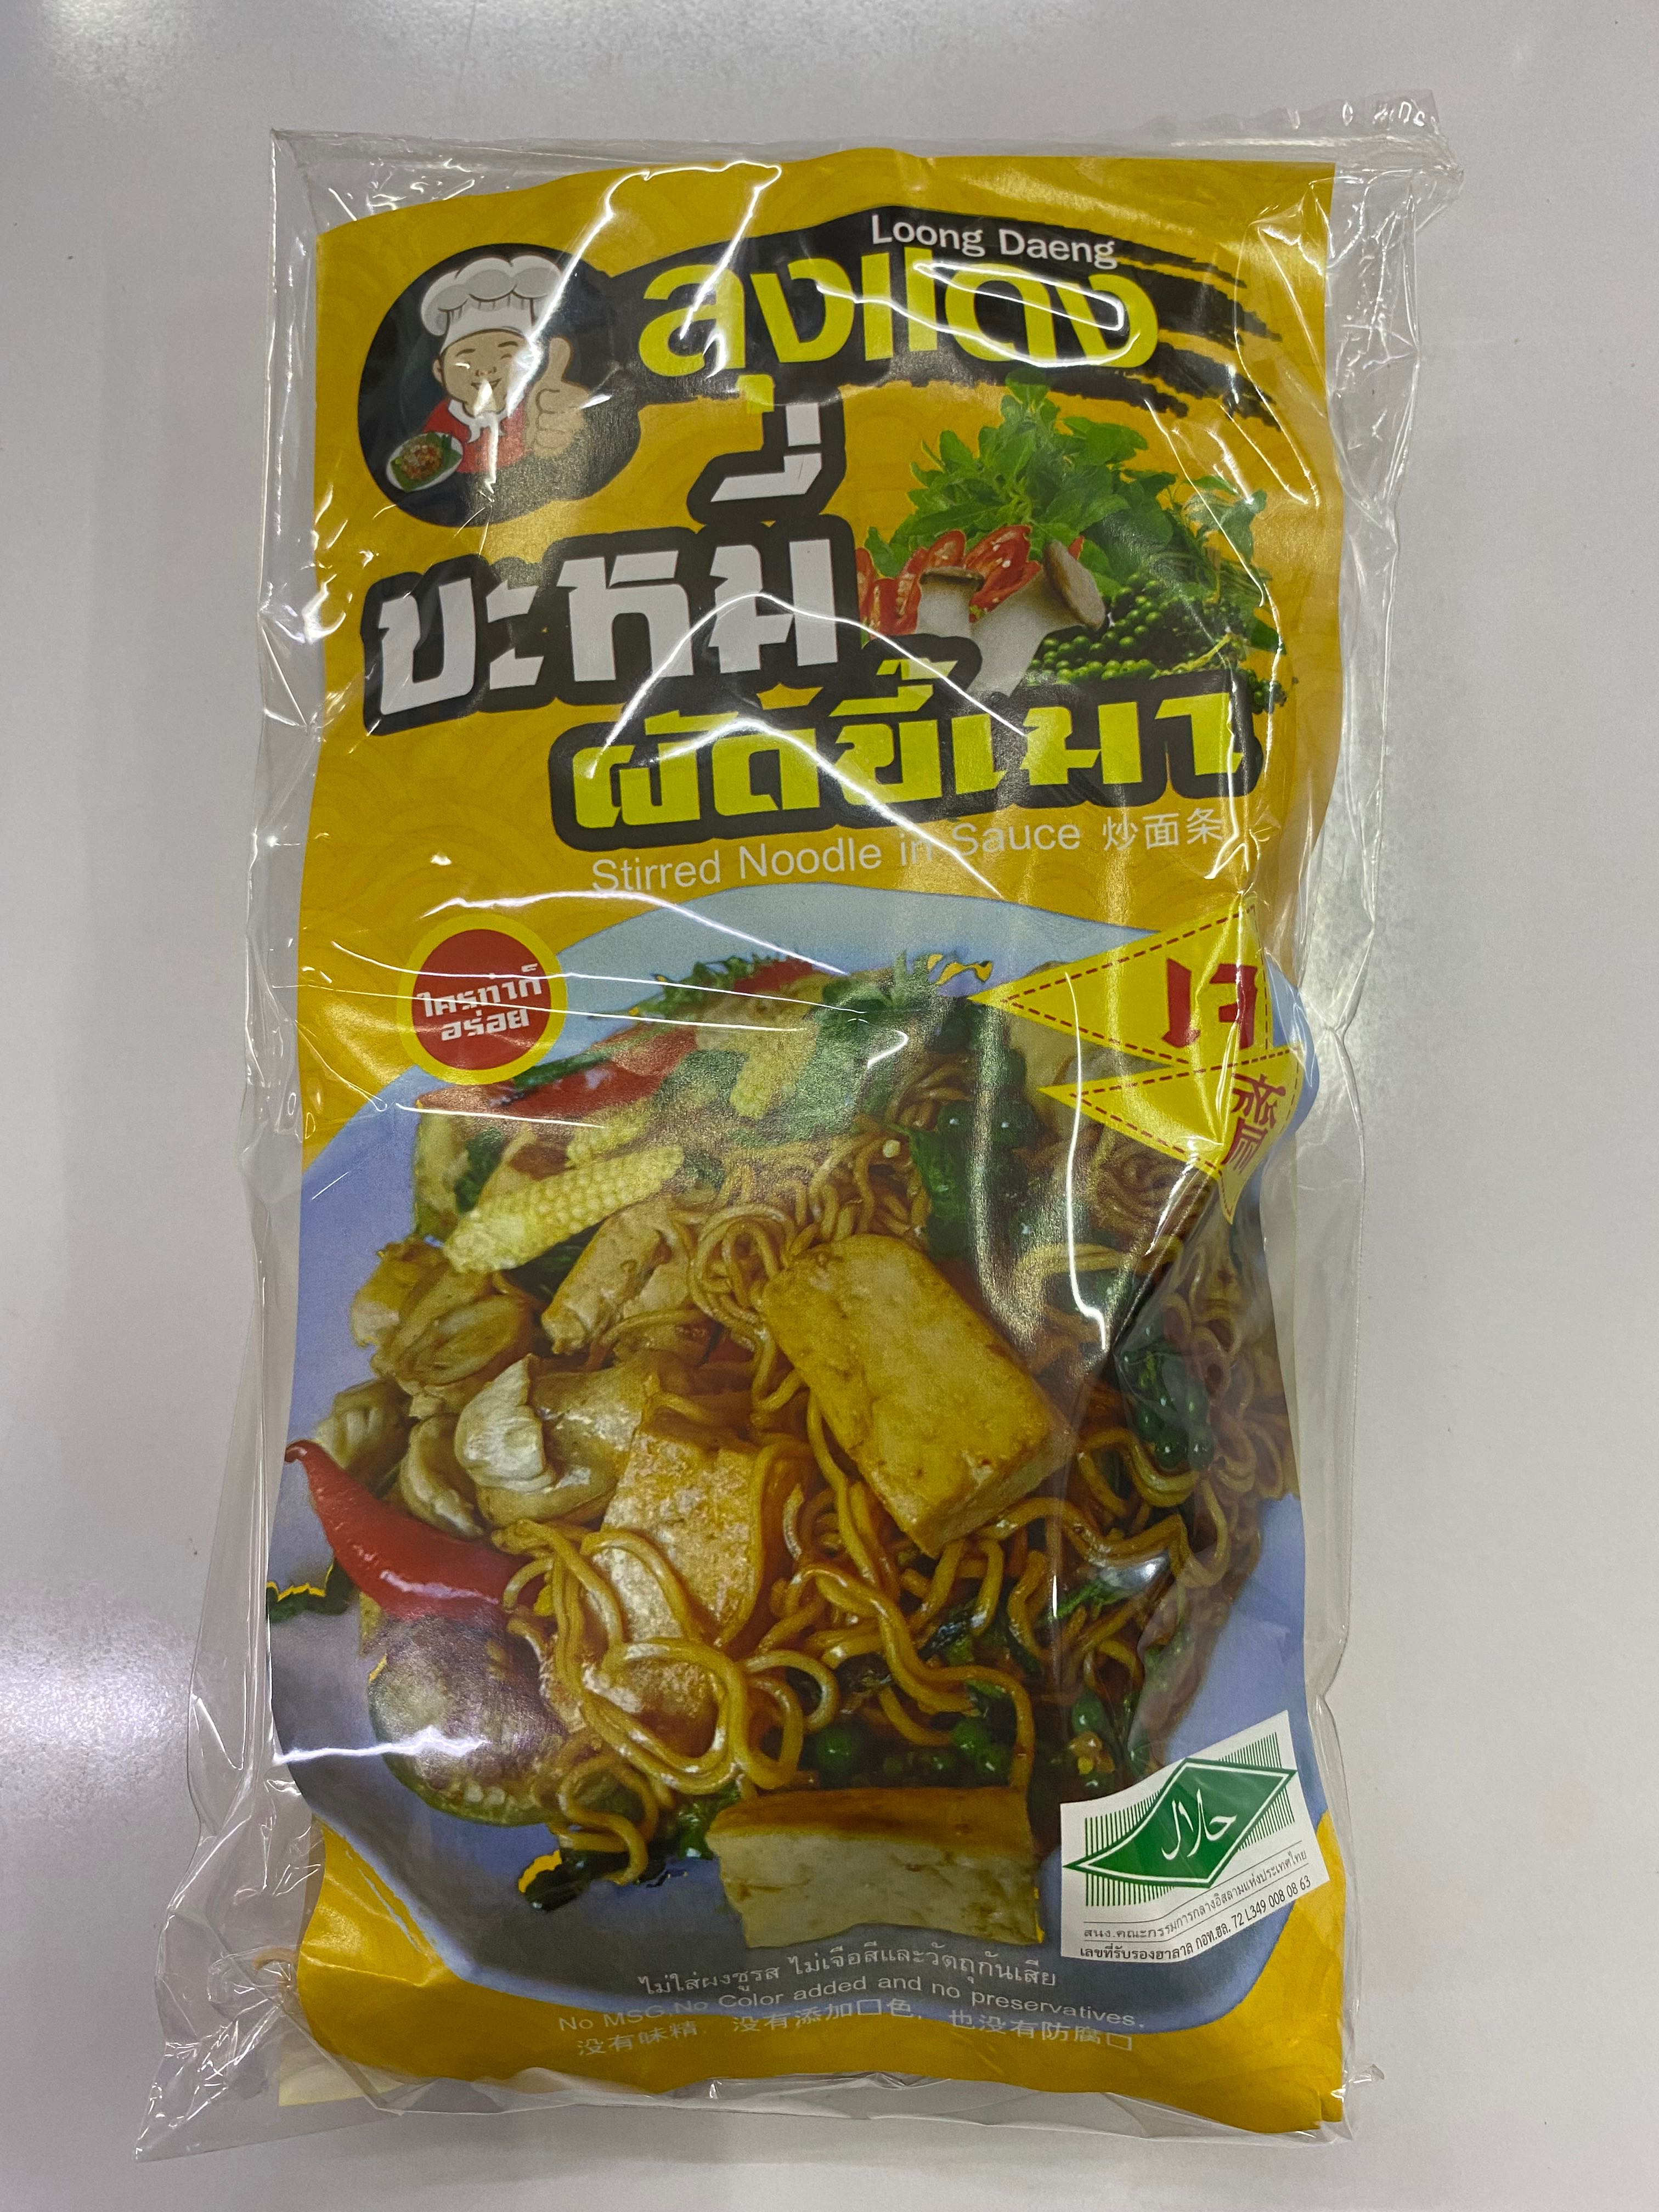 Loong Daeng
ลุงแดง
บะหมี่
ผัดขี้เมา
Stirred Noodle in Sauce 炒面条
ใครทำก็
อร่อย
เจ
齋
حلال
สนง.คณะกรรมการกลางอิสลามแห่งประเทศไทย
เลขที่รับรองฮาลาล กอท.ฮล. 72 L349 008 08 63
ไม่ใส่ผงชูรส ไม่เจือสีและวัตถุกันเสีย
No MSG,No Color added and no preservatives.
没有味精, 没有添加□色, 也没有防腐□